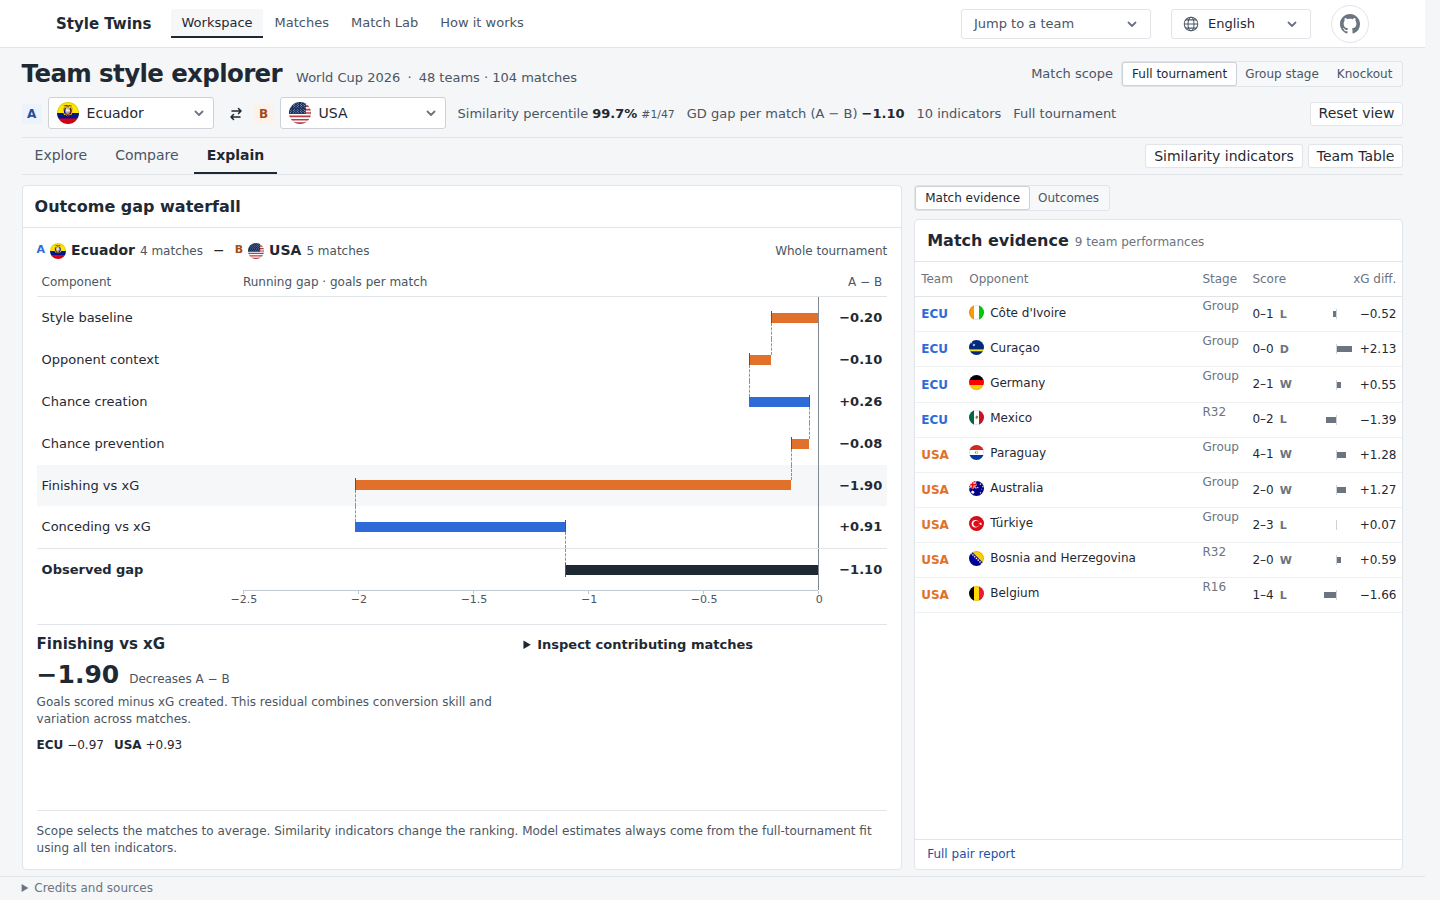 Style Twins Workspace Matches Match Lab How it works Jump to a team English
Team style explorer World Cup 2026 · 48 teams · 104 matches Match scope Full tournament Group stage Knockout
A Ecuador ⇄ B USA Similarity percentile 99.7% #1/47 GD gap per match (A − B) −1.10 10 indicators Full tournament Reset view
Explore Compare Explain Similarity indicators Team Table
Outcome gap waterfall
A Ecuador 4 matches – B USA 5 matches Whole tournament
Component Running gap · goals per match A − B
Style baseline −0.20
Opponent context −0.10
Chance creation +0.26
Chance prevention −0.08
Finishing vs xG −1.90
Conceding vs xG +0.91
Observed gap −1.10
−2.5 −2 −1.5 −1 −0.5 0
Finishing vs xG
−1.90 Decreases A − B
Goals scored minus xG created. This residual combines conversion skill and
variation across matches.
ECU −0.97 USA +0.93
▶ Inspect contributing matches
Scope selects the matches to average. Similarity indicators change the ranking. Model estimates always come from the full-tournament fit
using all ten indicators.
Match evidence Outcomes
Match evidence 9 team performances
Team Opponent Stage Score xG diff.
ECU Côte d'Ivoire Group 0–1 L −0.52
ECU Curaçao Group 0–0 D +2.13
ECU Germany Group 2–1 W +0.55
ECU Mexico R32 0–2 L −1.39
USA Paraguay Group 4–1 W +1.28
USA Australia Group 2–0 W +1.27
USA Türkiye Group 2–3 L +0.07
USA Bosnia and Herzegovina R32 2–0 W +0.59
USA Belgium R16 1–4 L −1.66
Full pair report
▶ Credits and sources